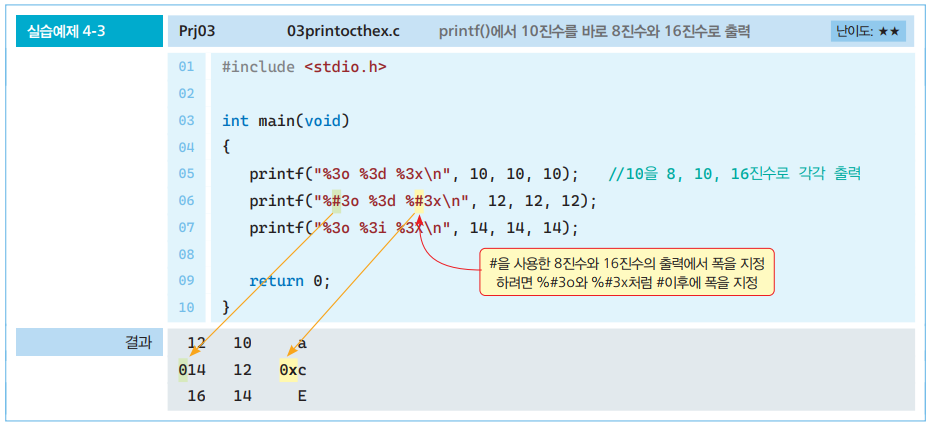 실습예제 4-3 Prj03 03printocthex.c printf()에서 10진수를 바로 8진수와 16진수로 출력 난이도: ★★
01 #include <stdio.h>
02
03 int main(void)
04 {
05 printf("%3o %3d %3x\n", 10, 10, 10); //10을 8, 10, 16진수로 각각 출력
06 printf("%#3o %3d %#3x\n", 12, 12, 12);
07 printf("%3o %3i %3X\n", 14, 14, 14);
08
09 return 0;
10 }
#을 사용한 8진수와 16진수의 출력에서 폭을 지정
하려면 %#3o와 %#3x처럼 #이후에 폭을 지정
결과 12 10 a
014 12 0xc
16 14 E